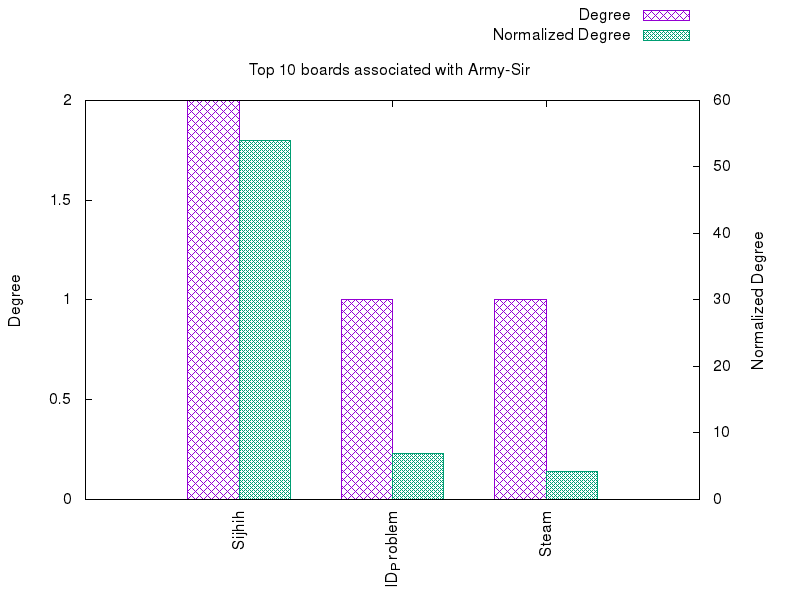 Degree
Normalized Degree
Top 10 boards associated with Army-Sir
2
1.5
1
0.5
0
60
50
40
30
20
10
0
Degree
Normalized Degree
Sijhih
IDProblem
Steam